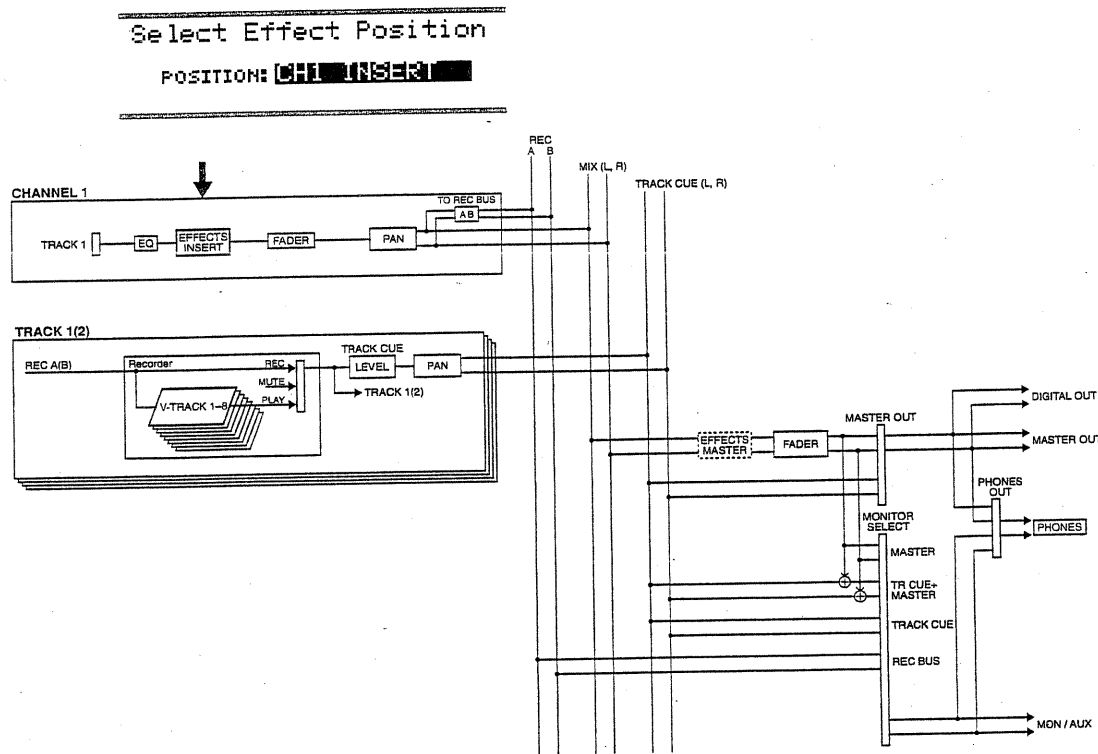 Select Effect Position
POSITION: CH1 INSERT
REC
A B
MIX (L, R)
TRACK CUE (L, R)
CHANNEL 1
TO REC BUS
A B
TRACK 1
EQ
EFFECTS
INSERT
FADER
PAN
TRACK 1(2)
REC A(B)
Recorder
REC
MUTE
PLAY
V-TRACK 1–8
TRACK CUE
LEVEL
PAN
TRACK 1(2)
EFFECTS
MASTER
FADER
MASTER OUT
DIGITAL OUT
MASTER OUT
PHONES
OUT
PHONES
MONITOR
SELECT
MASTER
TR CUE+
MASTER
TRACK CUE
REC BUS
MON / AUX